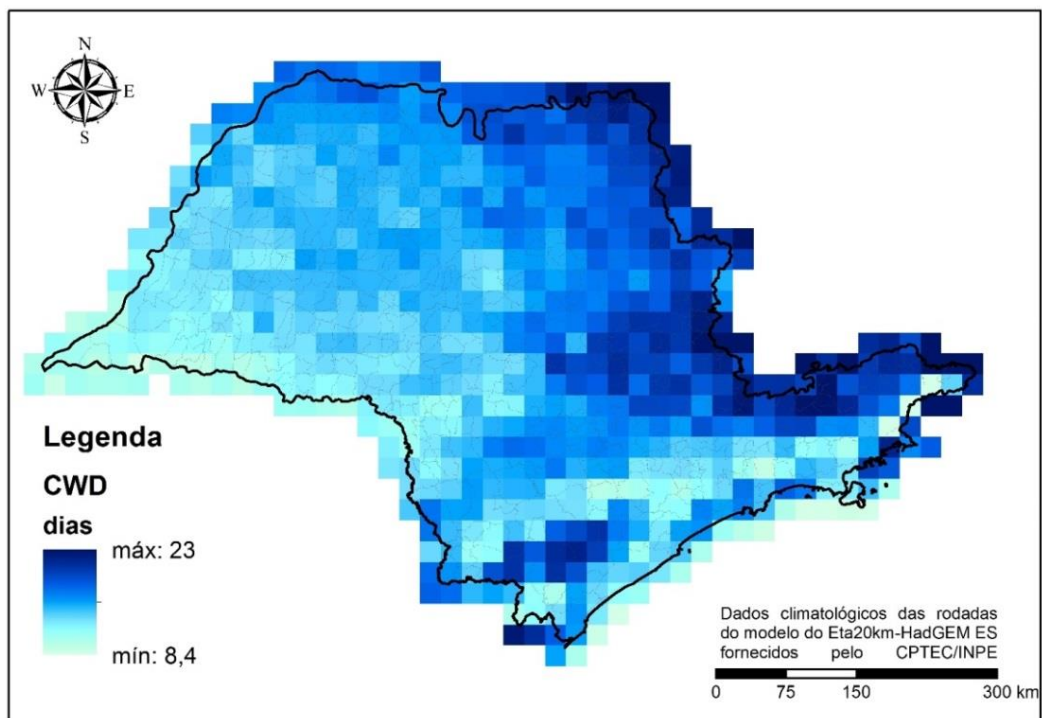 N
W E
S
Legenda
CWD
dias
máx: 23
mín: 8,4
Dados climatológicos das rodadas
do modelo do Eta20km-HadGEM ES
fornecidos pelo CPTEC/INPE
0 75 150 300 km